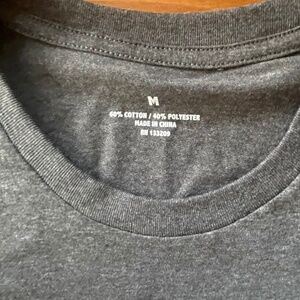 M
60% COTTON / 40% POLYESTER
MADE IN CHINA
RN 133209